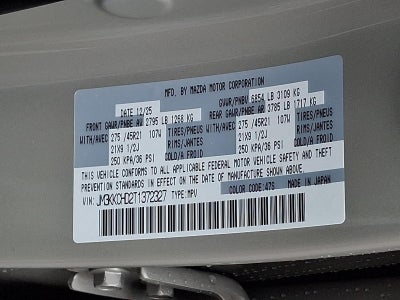 MFD. BY MAZDA MOTOR CORPORATION
DATE 12/25 GVWR/PNBV 6854 LB 3109 KG
FRONT GAWR/PNBE AV 2795 LB 1268 KG REAR GAWR/PNBE AR 3785 LB 1717 KG
WITH/AVEC 275 /45R21 107W TIRES/PNEUS WITH/AVEC 275 /45R21 107W TIRES/PNEUS
21X9 1/2J RIMS/JANTES 21X9 1/2J RIMS/JANTES
250 KPA/36 PSI COLD/A FROID 250 KPA/36 PSI COLD/A FROID
THIS VEHICLE CONFORMS TO ALL APPLICABLE FEDERAL MOTOR VEHICLE SAFETY AND THEFT
PREVENTION STANDARDS IN EFFECT ON THE DATE OF MANUFACTURE SHOWN ABOVE.
VIN: JM3KKCHD2T1372327 TYPE:MPV COLOR CODE:47S MADE IN JAPAN